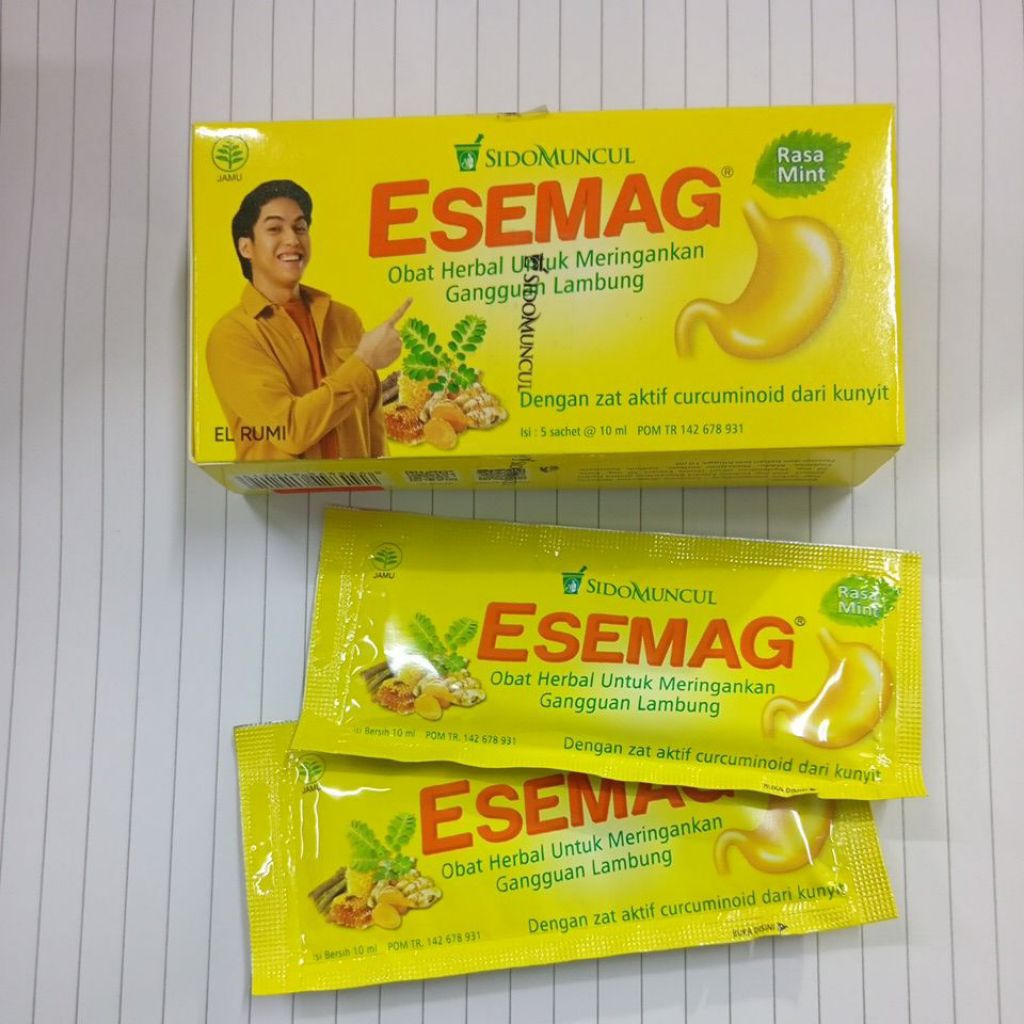 JAMU
SIDOMUNCUL
Rasa
Mint
ESEMAG®
Obat Herbal Untuk Meringankan
Gangguan Lambung
SIDOMUNCUL
Dengan zat aktif curcuminoid dari kunyit
EL RUMI
Isi : 5 sachet @ 10 ml POM TR 142 678 931
JAMU
SIDOMUNCUL
Rasa
Mint
ESEMAG®
Obat Herbal Untuk Meringankan
Gangguan Lambung
Isi Bersih 10 ml POM TR. 142 678 931
Dengan zat aktif curcuminoid dari kunyit
JAMU
ESEMAG
Obat Herbal Untuk Meringankan
Gangguan Lambung
Dengan zat aktif curcuminoid dari kunyit
Isi Bersih 10 ml POM TR. 142 678 931
BUKA DISINI